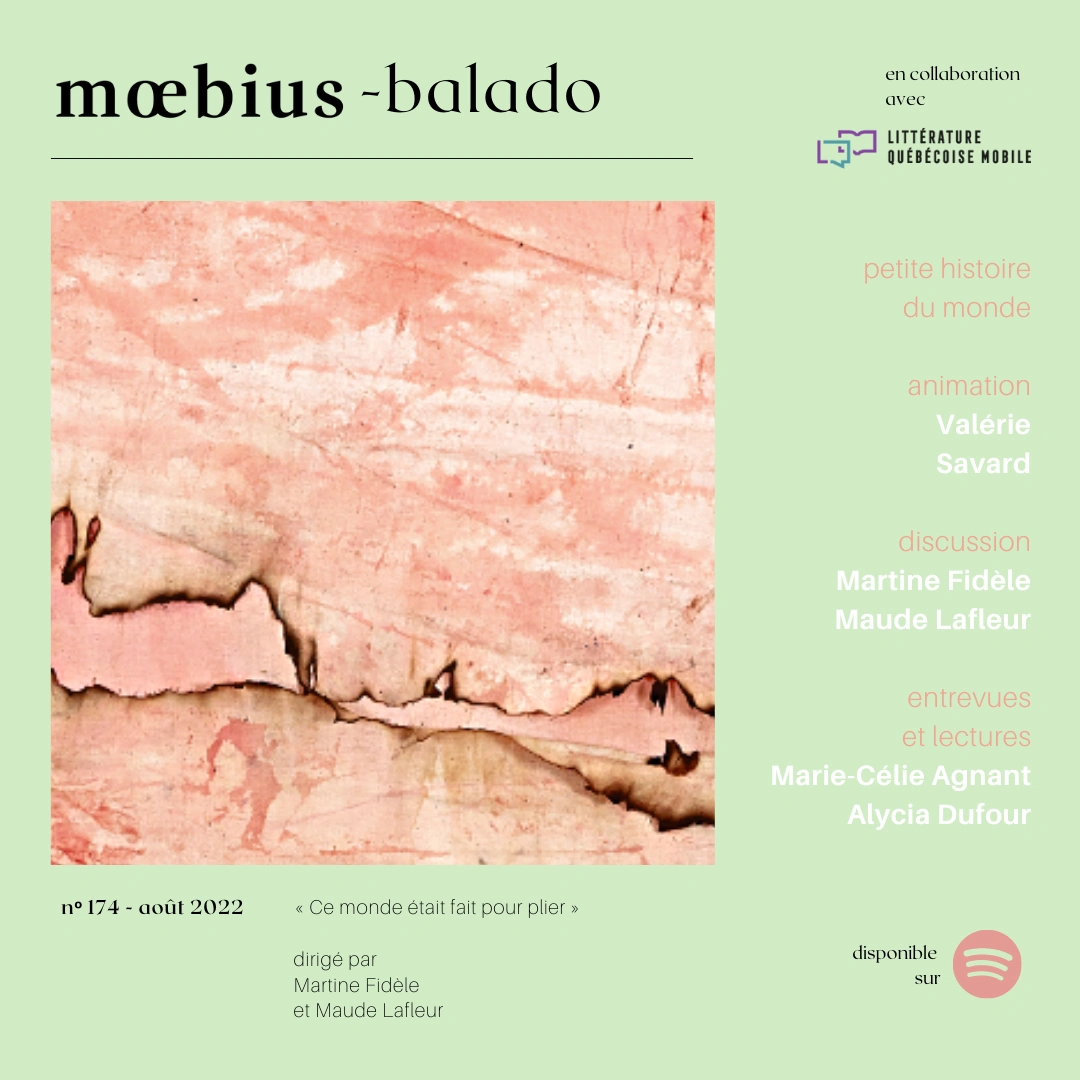 mœbius -balado
en collaboration
avec
LITTÉRATURE
QUÉBÉCOISE MOBILE
petite histoire
du monde
animation
Valérie
Savard
discussion
Martine Fidèle
Maude Lafleur
entrevues
et lectures
Marie-Célie Agnant
Alycia Dufour
nº 174 - août 2022
« Ce monde était fait pour plier »
dirigé par
Martine Fidèle
et Maude Lafleur
disponible
sur